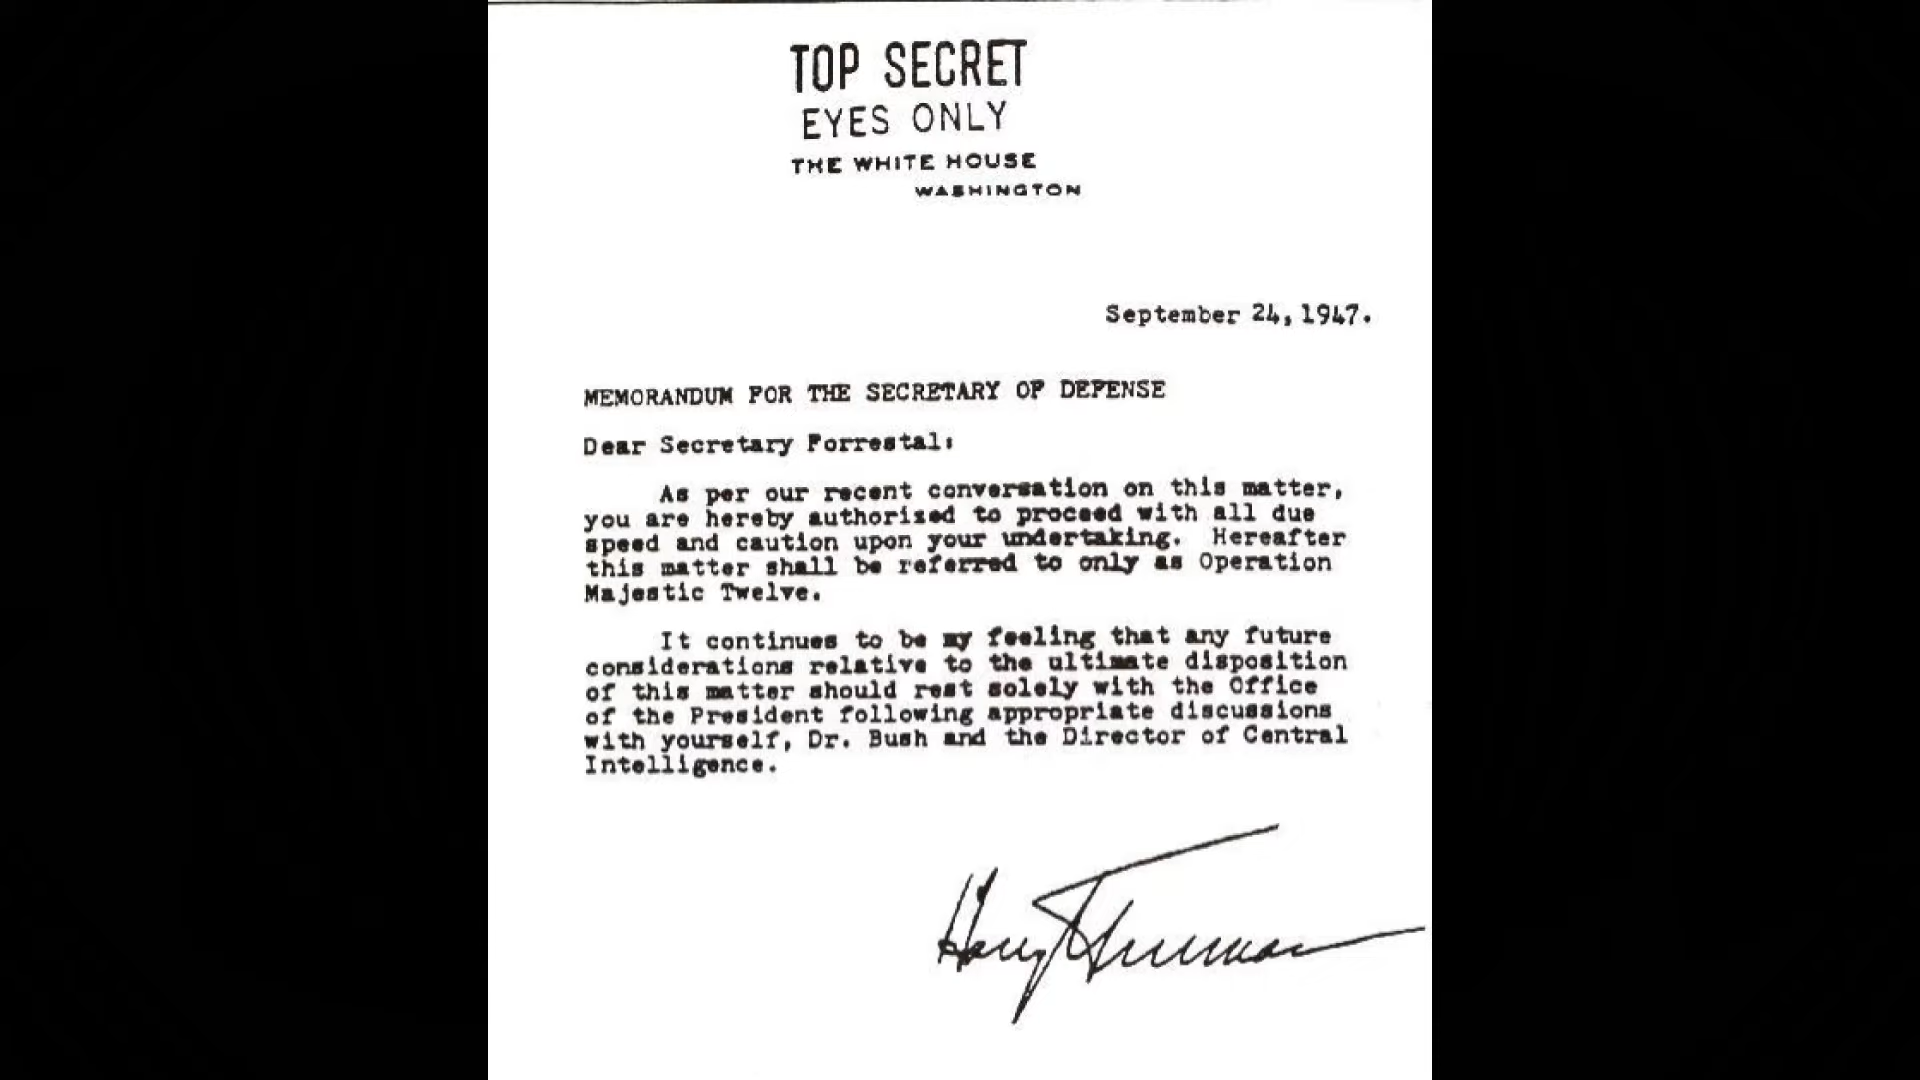 TOP SECRET
EYES ONLY
THE WHITE HOUSE
WASHINGTON
September 24, 1947.
MEMORANDUM FOR THE SECRETARY OF DEFENSE
Dear Secretary Forrestal:
As per our recent conversation on this matter,
you are hereby authorized to proceed with all due
speed and caution upon your undertaking. Hereafter
this matter shall be referred to only as Operation
Majestic Twelve.
It continues to be my feeling that any future
considerations relative to the ultimate disposition
of this matter should rest solely with the Office
of the President following appropriate discussions
with yourself, Dr. Bush and the Director of Central
Intelligence.
Harry Truman